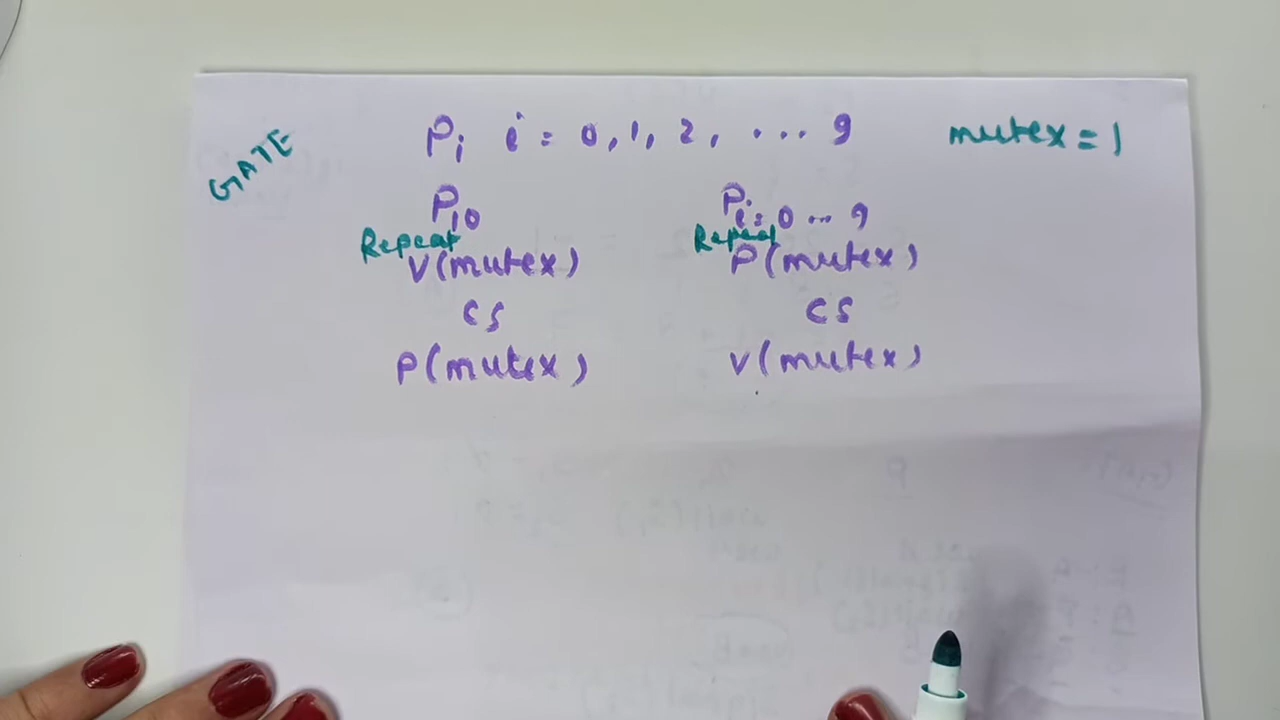 GATE
Pi i = 0, 1, 2, ... 9 mutex = 1
P10 Pi
i = 0 ... 9
Repeat Repeat
V(mutex) P(mutex)
CS CS
P(mutex) V(mutex)